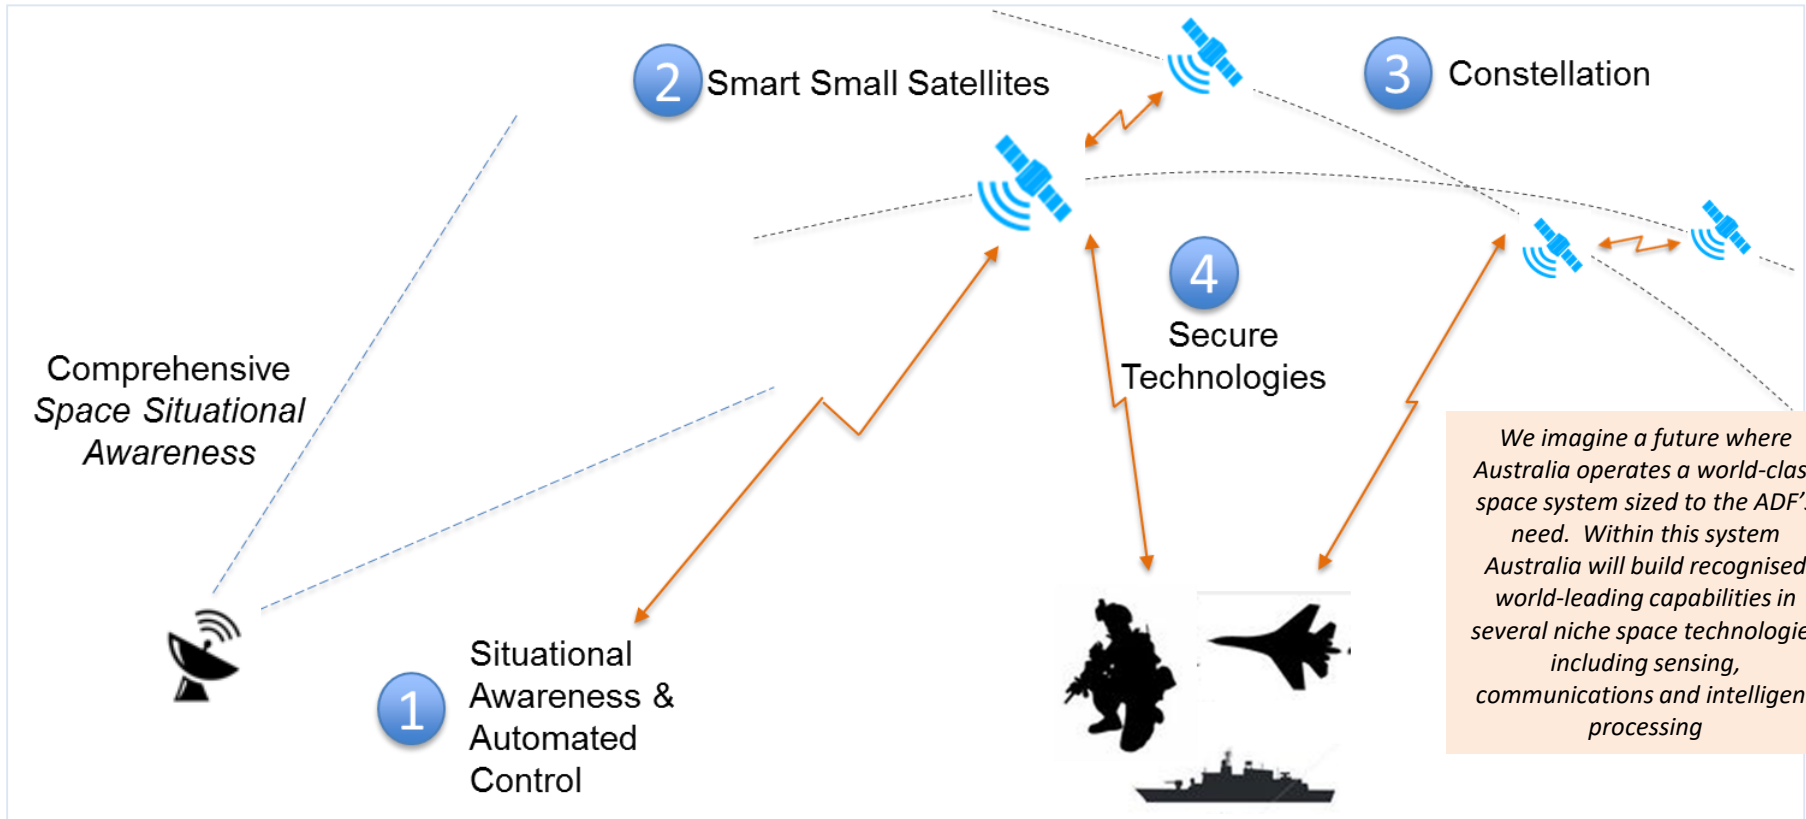 2 Smart Small Satellites
3 Constellation
4
Secure
Technologies
Comprehensive
Space Situational
Awareness
1
Situational
Awareness &
Automated
Control
We imagine a future where
Australia operates a world-clas
space system sized to the ADF'
need. Within this system
Australia will build recognised
world-leading capabilities in
several niche space technologie
including sensing,
communications and intelligen
processing